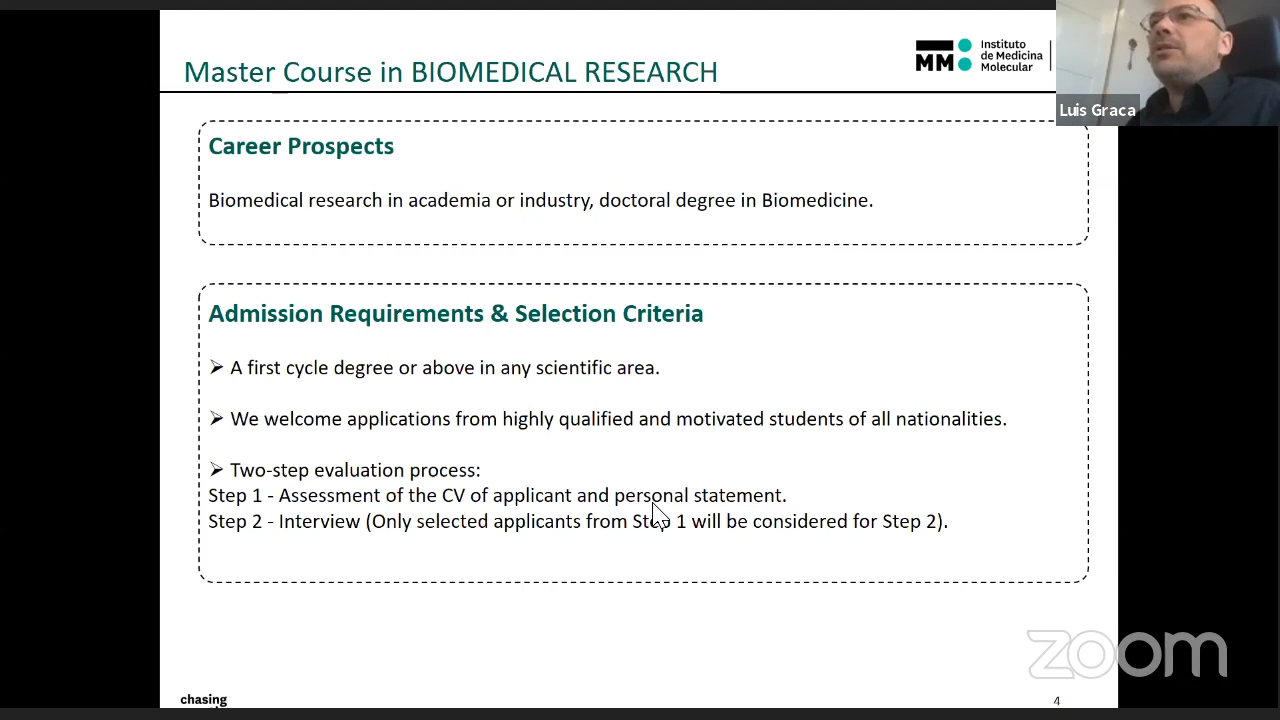 Master Course in BIOMEDICAL RESEARCH
iMM
Instituto
de Medicina
Molecular
Luis Graca
Career Prospects
Biomedical research in academia or industry, doctoral degree in Biomedicine.
Admission Requirements & Selection Criteria
➢ A first cycle degree or above in any scientific area.
➢ We welcome applications from highly qualified and motivated students of all nationalities.
➢ Two-step evaluation process:
Step 1 - Assessment of the CV of applicant and personal statement.
Step 2 - Interview (Only selected applicants from Step 1 will be considered for Step 2).
zoom
chasing
4